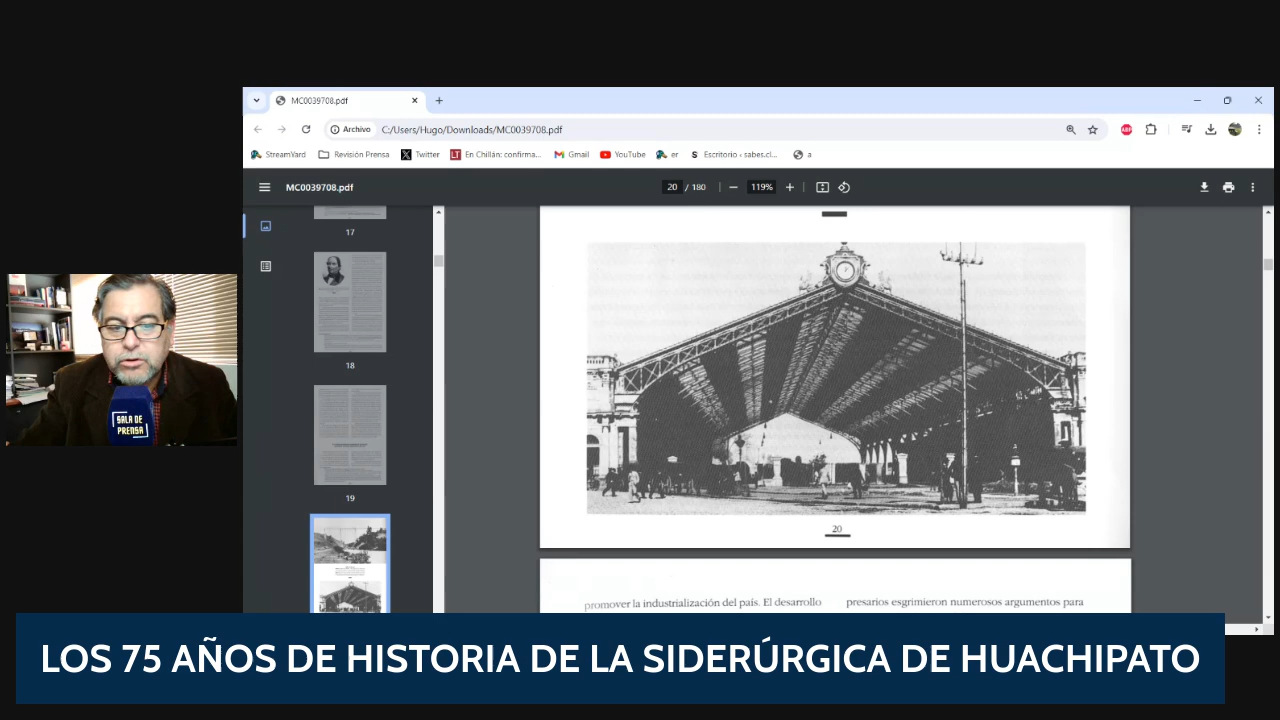 MC0039708.pdf
Archivo
C:/Users/Hugo/Downloads/MC0039708.pdf
ABP
StreamYard
Revisión Prensa
Twitter
LT En Chillán: confirma...
Gmail
YouTube
er
S Escritorio ‹ sabes.cl...
a
MC0039708.pdf
20 / 180
119%
17
18
19
20
promover la industrialización del país. El desarrollo
presarios esgrimieron numerosos argumentos para
SALA DE
PRENSA
LOS 75 AÑOS DE HISTORIA DE LA SIDERÚRGICA DE HUACHIPATO